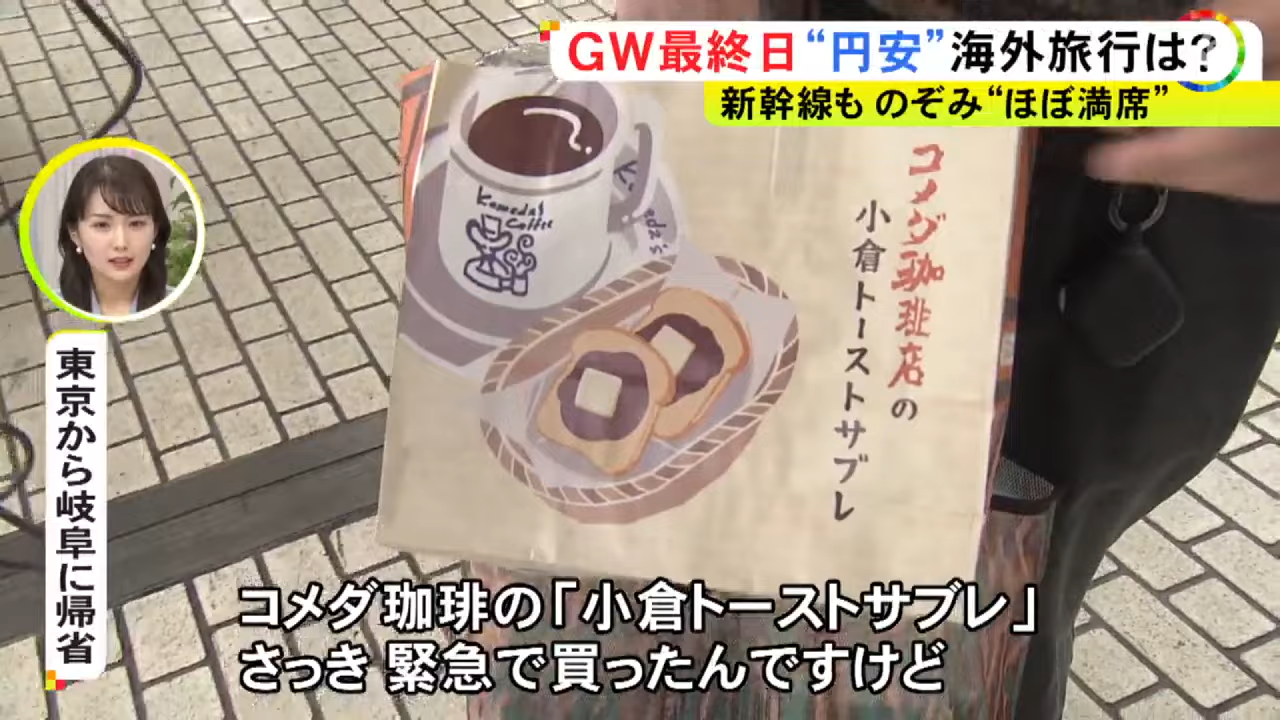 GW最終日“円安”海外旅行は?
新幹線も のぞみ“ほぼ満席”
東京から岐阜に帰省
コメダ珈琲店の
小倉トーストサブレ
Komeda's
Coffee
コメダ珈琲の「小倉トーストサブレ」
さっき 緊急で買ったんですけど